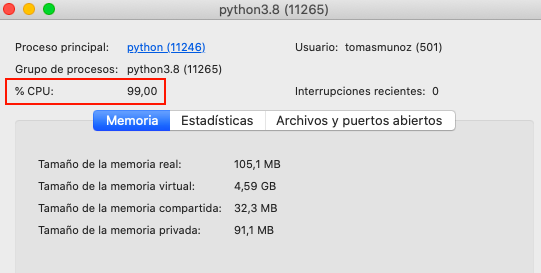 python3.8 (11265)
Proceso principal: python (11246) Usuario: tomasmunoz (501)
Grupo de procesos: python3.8 (11265)
% CPU: 99,00 Interrupciones recientes: 0
Memoria Estadísticas Archivos y puertos abiertos
Tamaño de la memoria real: 105,1 MB
Tamaño de la memoria virtual: 4,59 GB
Tamaño de la memoria compartida: 32,3 MB
Tamaño de la memoria privada: 91,1 MB